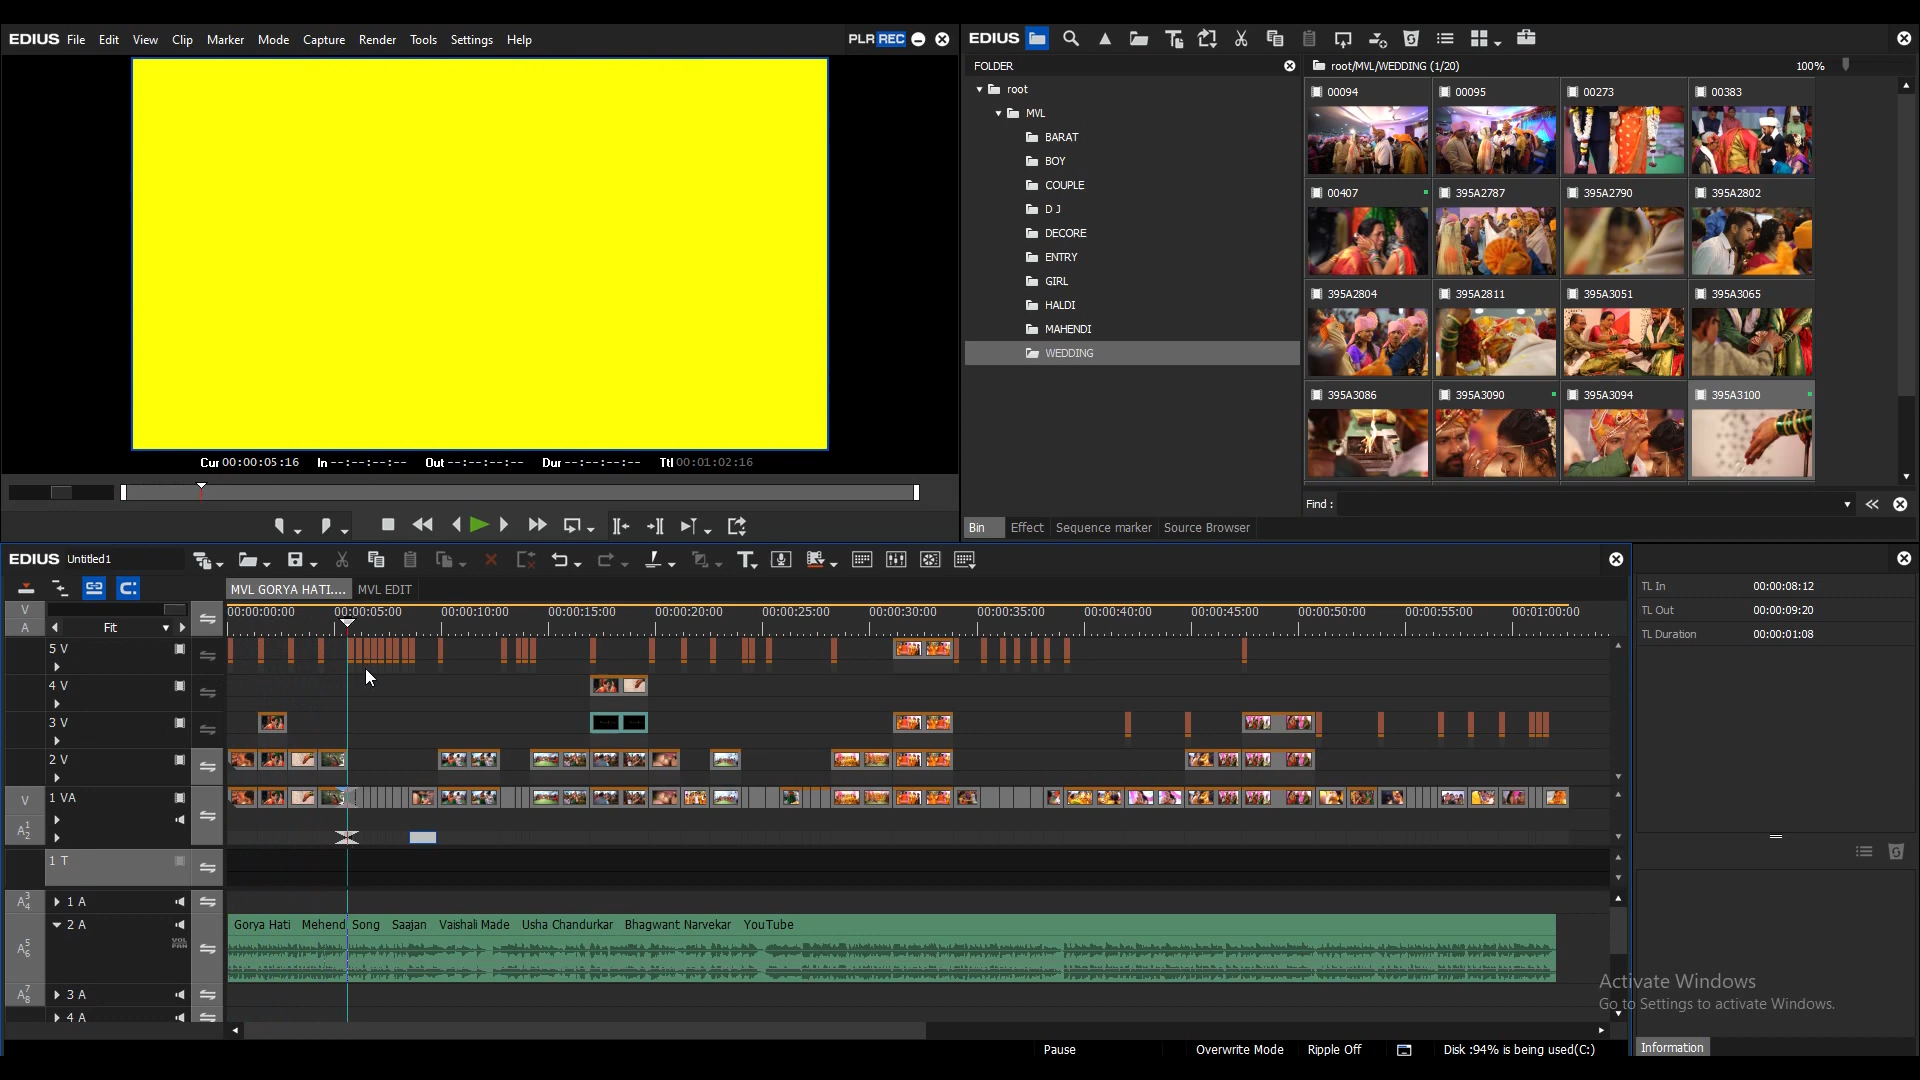 EDIUS File Edit View Clip Marker Mode Capture Render Tools Settings Help
PLR REC
Cur 00:00:05:16 In --:--:--:-- Out --:--:--:-- Dur --:--:--:-- Ttl 00:01:02:16
EDIUS
FOLDER
root
MVL
BARAT
BOY
COUPLE
D J
DECORE
ENTRY
GIRL
HALDI
MAHENDI
WEDDING
root/MVL/WEDDING (1/20)
100%
00094 00095 00273 00383
00407 395A2787 395A2790 395A2802
395A2804 395A2811 395A3051 395A3065
395A3086 395A3090 395A3094 395A3100
Find :
Bin Effect Sequence marker Source Browser
EDIUS Untitled1
MVL GORYA HATI.... MVL EDIT
V
A
Fit
00:00:00:00 00:00:05:00 00:00:10:00 00:00:15:00 00:00:20:00 00:00:25:00 00:00:30:00 00:00:35:00 00:00:40:00 00:00:45:00 00:00:50:00 00:00:55:00 00:01:00:00
5 V
4 V
3 V
2 V
V 1 VA
A 1 2
1 T
A 3 4 1 A
2 A
VOL
PAN
A 5 6
Gorya Hati Mehend Song Saajan Vaishali Made Usha Chandurkar Bhagwant Narvekar YouTube
A 7 8 3 A
4 A
TL In 00:00:08:12
TL Out 00:00:09:20
TL Duration 00:00:01:08
Activate Windows
Go to Settings to activate Windows.
Information
Pause Overwrite Mode Ripple Off Disk :94% is being used(C:)